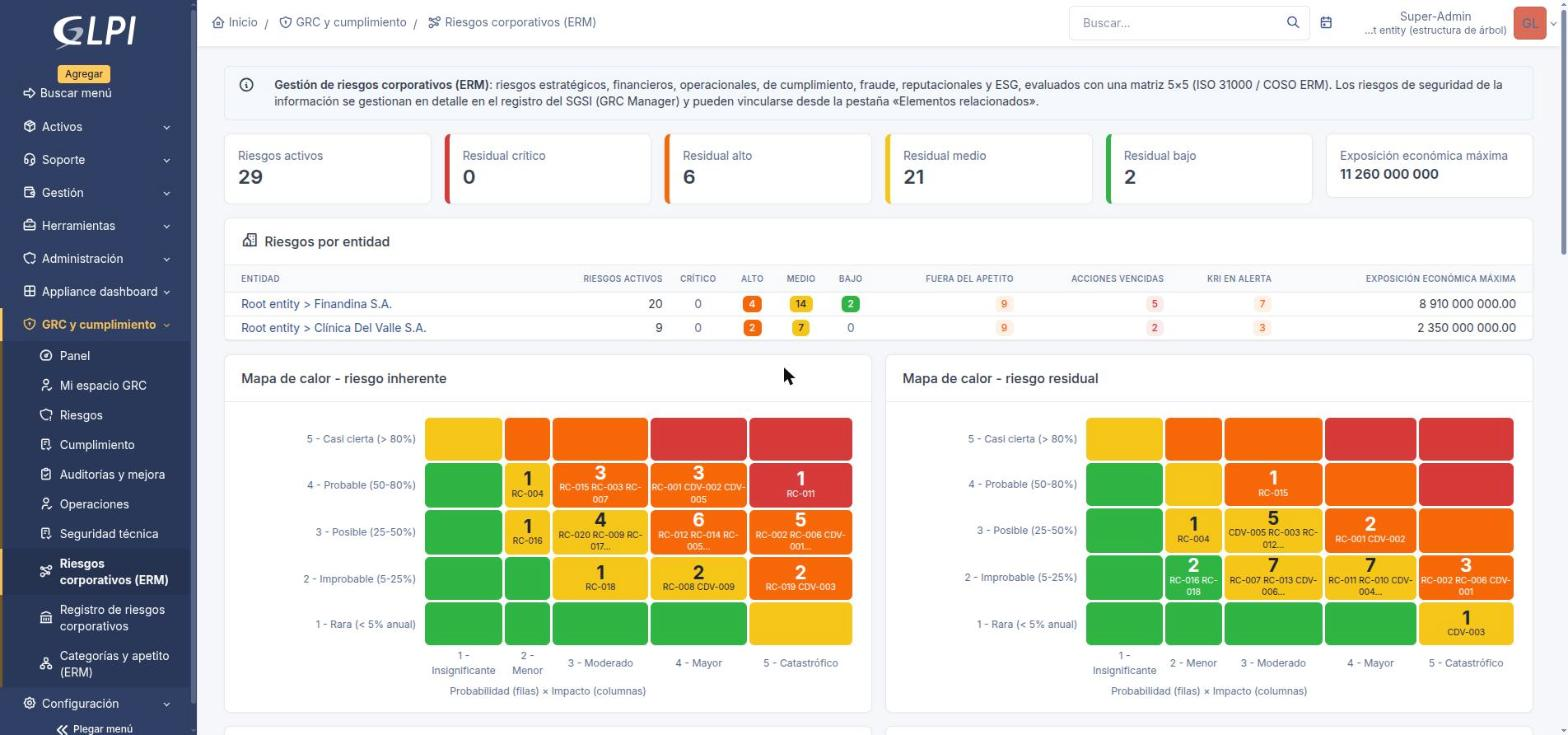 GLPI
Agregar
Buscar menú
Activos
Soporte
Gestión
Herramientas
Administración
Appliance dashboard
GRC y cumplimiento
Panel
Mi espacio GRC
Riesgos
Cumplimiento
Auditorías y mejora
Operaciones
Seguridad técnica
Riesgos
corporativos (ERM)
Registro de riesgos
corporativos
Categorías y apetito
(ERM)
Configuración
Plegar menú
Inicio / GRC y cumplimiento / Riesgos corporativos (ERM)
Buscar...
Super-Admin
...t entity (estructura de árbol)
GL
Gestión de riesgos corporativos (ERM): riesgos estratégicos, financieros, operacionales, de cumplimiento, fraude, reputacionales y ESG, evaluados con una matriz 5×5 (ISO 31000 / COSO ERM). Los riesgos de seguridad de la
información se gestionan en detalle en el registro del SGSI (GRC Manager) y pueden vincularse desde la pestaña «Elementos relacionados».
Riesgos activos
29
Residual crítico
0
Residual alto
6
Residual medio
21
Residual bajo
2
Exposición económica máxima
11 260 000 000
Riesgos por entidad
ENTIDAD RIESGOS ACTIVOS CRÍTICO ALTO MEDIO BAJO FUERA DEL APETITO ACCIONES VENCIDAS KRI EN ALERTA EXPOSICIÓN ECONÓMICA MÁXIMA
Root entity > Finandina S.A. 20 0 4 14 2 9 5 7 8 910 000 000.00
Root entity > Clínica Del Valle S.A. 9 0 2 7 0 9 2 3 2 350 000 000.00
Mapa de calor - riesgo inherente
5 - Casi cierta (> 80%)
4 - Probable (50-80%)
1
RC-004
3
RC-015 RC-003 RC-
007
3
RC-001 CDV-002 CDV-
005
1
RC-011
3 - Posible (25-50%)
1
RC-016
4
RC-020 RC-009 RC-
017...
6
RC-012 RC-014 RC-
005...
5
RC-002 RC-006 CDV-
001...
2 - Improbable (5-25%)
1
RC-018
2
RC-008 CDV-009
2
RC-019 CDV-003
1 - Rara (< 5% anual)
1 -
Insignificante
2 -
Menor
3 - Moderado
4 - Mayor
5 - Catastrófico
Probabilidad (filas) × Impacto (columnas)
Mapa de calor - riesgo residual
5 - Casi cierta (> 80%)
4 - Probable (50-80%)
1
RC-015
3 - Posible (25-50%)
1
RC-004
5
CDV-005 RC-003 RC-
012...
2
RC-001 CDV-002
2 - Improbable (5-25%)
2
RC-016 RC-
018
7
RC-007 RC-013 CDV-
006...
7
RC-011 RC-010 CDV-
004...
3
RC-002 RC-006 CDV-
001
1 - Rara (< 5% anual)
1
CDV-003
1 -
Insignificante
2 - Menor
3 - Moderado
4 - Mayor
5 - Catastrófico
Probabilidad (filas) × Impacto (columnas)